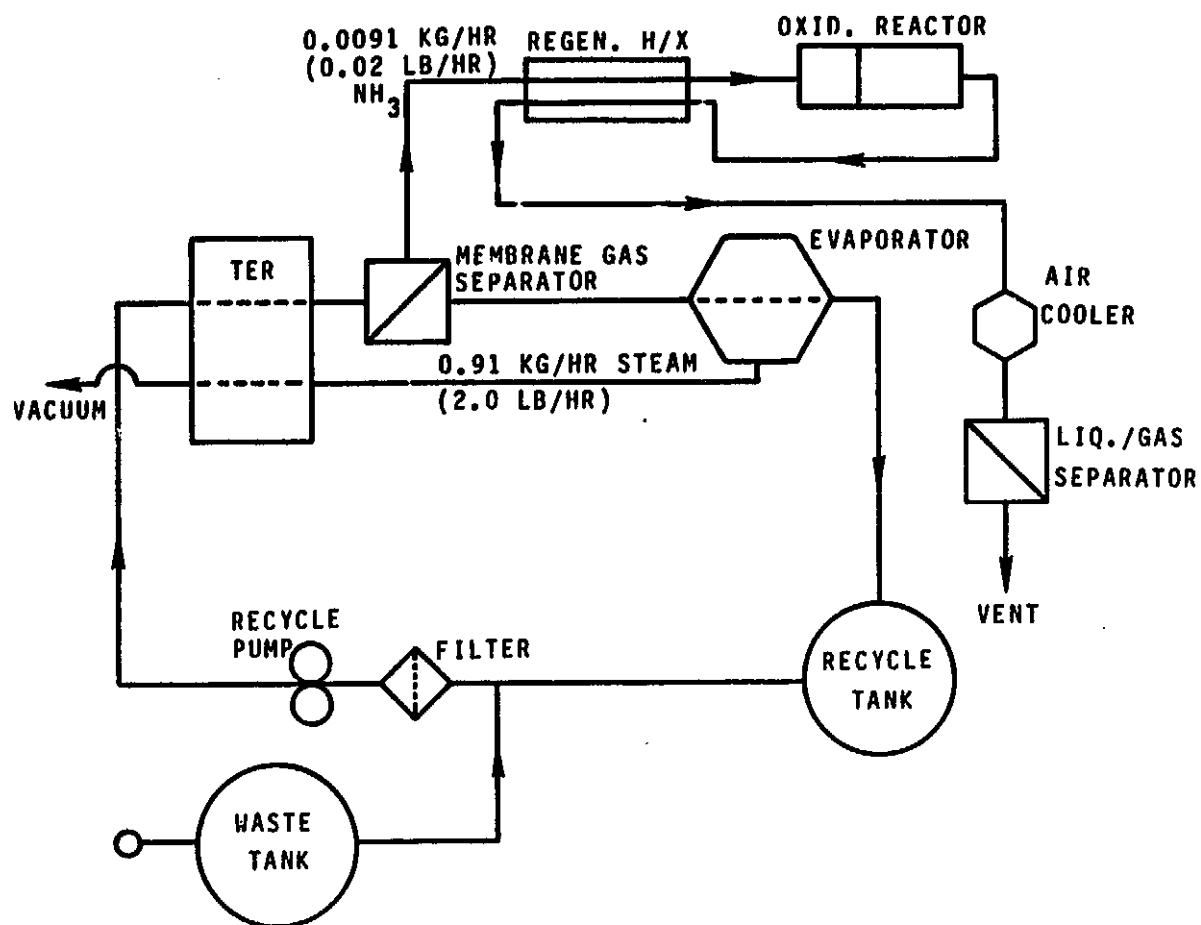 0.0091 KG/HR
(0.02 LB/HR)
NH3
REGEN. H/X
OXID. REACTOR
TER
MEMBRANE GAS
SEPARATOR
EVAPORATOR
AIR
COOLER
0.91 KG/HR STEAM
(2.0 LB/HR)
VACUUM
LIQ./GAS
SEPARATOR
VENT
RECYCLE
PUMP
FILTER
RECYCLE
TANK
WASTE
TANK